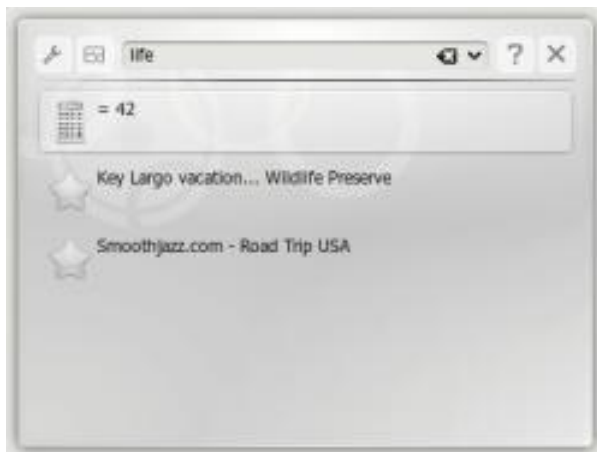 life
?
= 42
Key Largo vacation... Wildlife Preserve
Smoothjazz.com - Road Trip USA